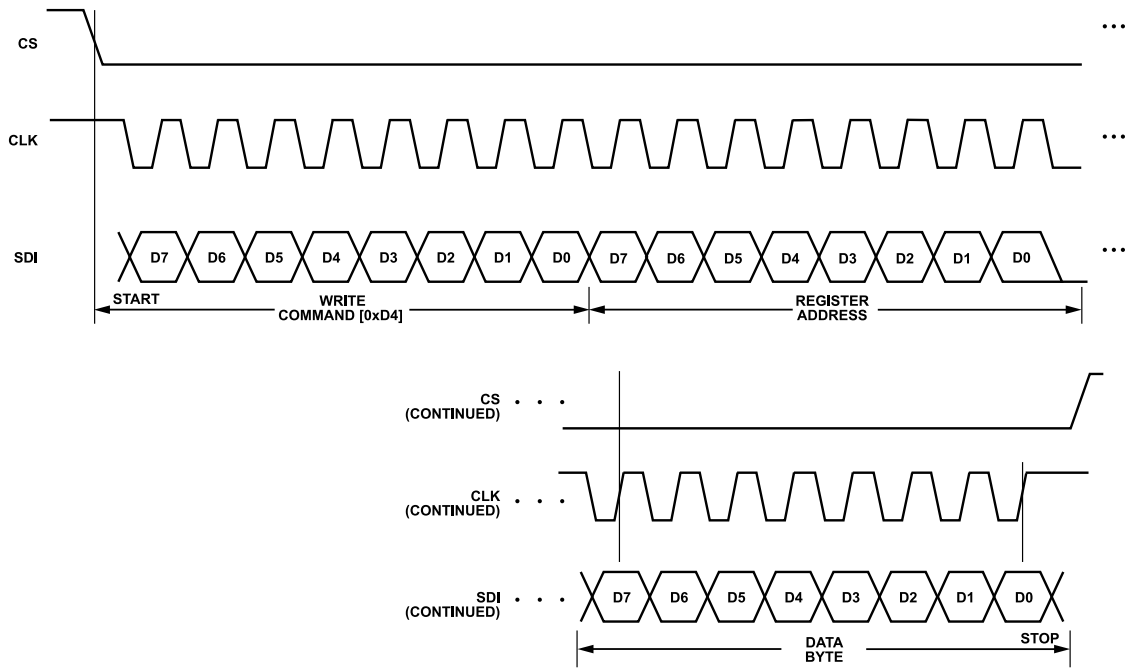 CS
...
CLK
...
SDI
D7 D6 D5 D4 D3 D2 D1 D0 D7 D6 D5 D4 D3 D2 D1 D0
...
START
WRITE
COMMAND [0xD4]
REGISTER
ADDRESS
CS
(CONTINUED)
. . .
CLK
(CONTINUED)
. . .
SDI
(CONTINUED)
. . .
D7 D6 D5 D4 D3 D2 D1 D0
DATA
BYTE
STOP